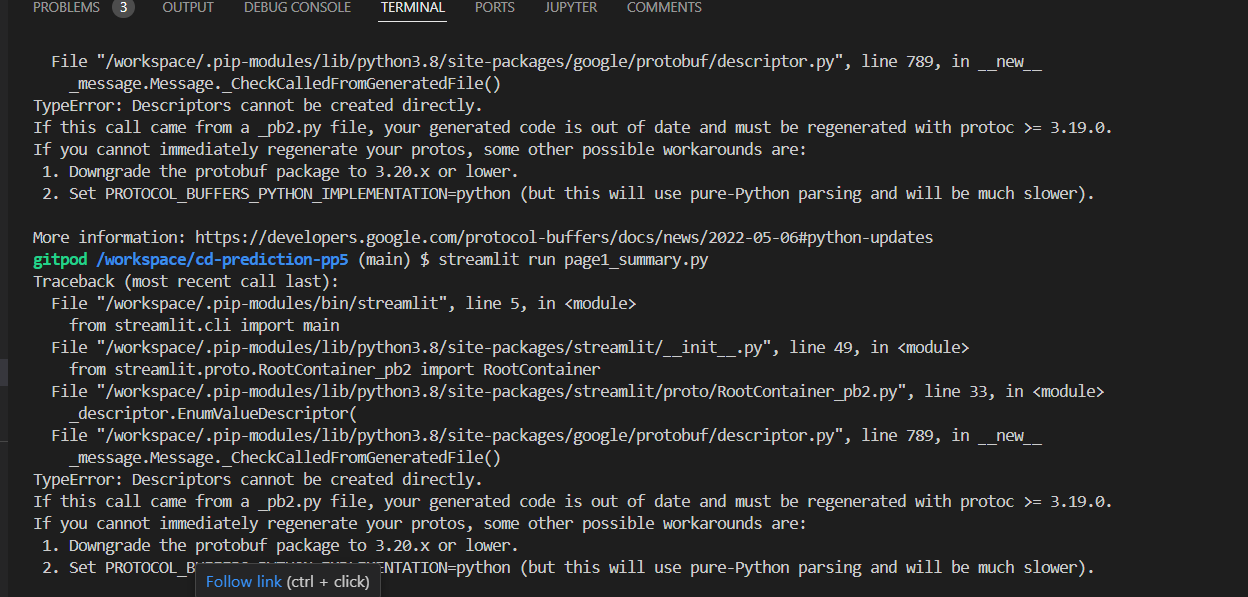 PROBLEMS 3 OUTPUT DEBUG CONSOLE TERMINAL PORTS JUPYTER COMMENTS
File "/workspace/.pip-modules/lib/python3.8/site-packages/google/protobuf/descriptor.py", line 789, in __new__
_message.Message._CheckCalledFromGeneratedFile()
TypeError: Descriptors cannot be created directly.
If this call came from a _pb2.py file, your generated code is out of date and must be regenerated with protoc >= 3.19.0.
If you cannot immediately regenerate your protos, some other possible workarounds are:
1. Downgrade the protobuf package to 3.20.x or lower.
2. Set PROTOCOL_BUFFERS_PYTHON_IMPLEMENTATION=python (but this will use pure-Python parsing and will be much slower).
More information: https://developers.google.com/protocol-buffers/docs/news/2022-05-06#python-updates
gitpod /workspace/cd-prediction-pp5 (main) $ streamlit run page1_summary.py
Traceback (most recent call last):
File "/workspace/.pip-modules/bin/streamlit", line 5, in <module>
from streamlit.cli import main
File "/workspace/.pip-modules/lib/python3.8/site-packages/streamlit/__init__.py", line 49, in <module>
from streamlit.proto.RootContainer_pb2 import RootContainer
File "/workspace/.pip-modules/lib/python3.8/site-packages/streamlit/proto/RootContainer_pb2.py", line 33, in <module>
_descriptor.EnumValueDescriptor(
File "/workspace/.pip-modules/lib/python3.8/site-packages/google/protobuf/descriptor.py", line 789, in __new__
_message.Message._CheckCalledFromGeneratedFile()
TypeError: Descriptors cannot be created directly.
If this call came from a _pb2.py file, your generated code is out of date and must be regenerated with protoc >= 3.19.0.
If you cannot immediately regenerate your protos, some other possible workarounds are:
1. Downgrade the protobuf package to 3.20.x or lower.
2. Set PROTOCOL_BUFFERS_PYTHON_IMPLEMENTATION=python (but this will use pure-Python parsing and will be much slower).
Follow link (ctrl + click)